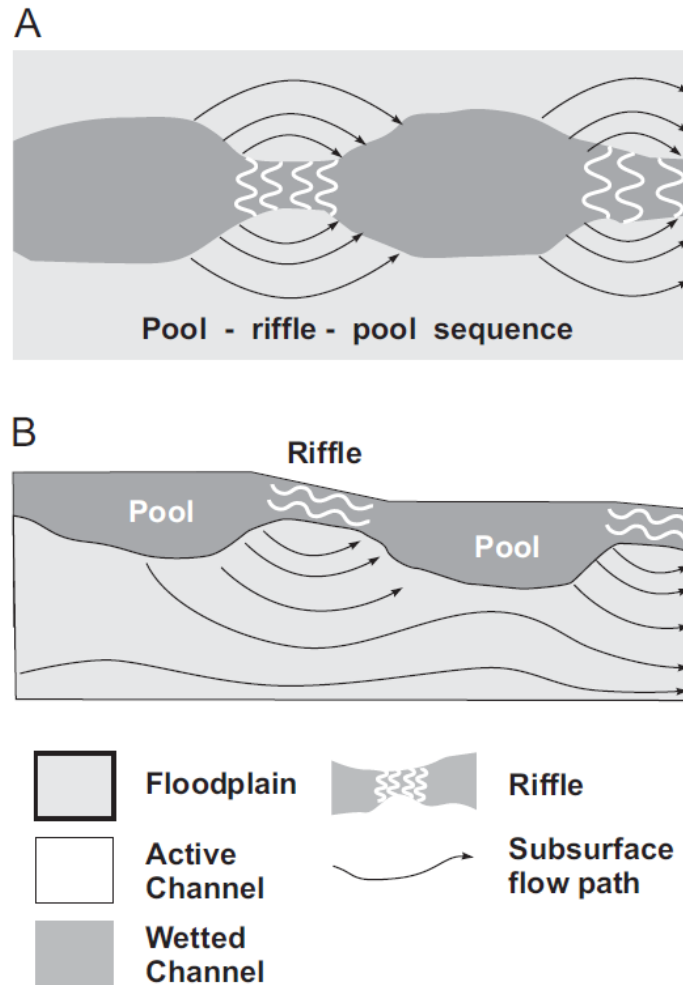 A
Pool - riffle - pool sequence
B
Riffle
Pool
Pool
Floodplain
Riffle
Active
Channel
Subsurface
flow path
Wetted
Channel